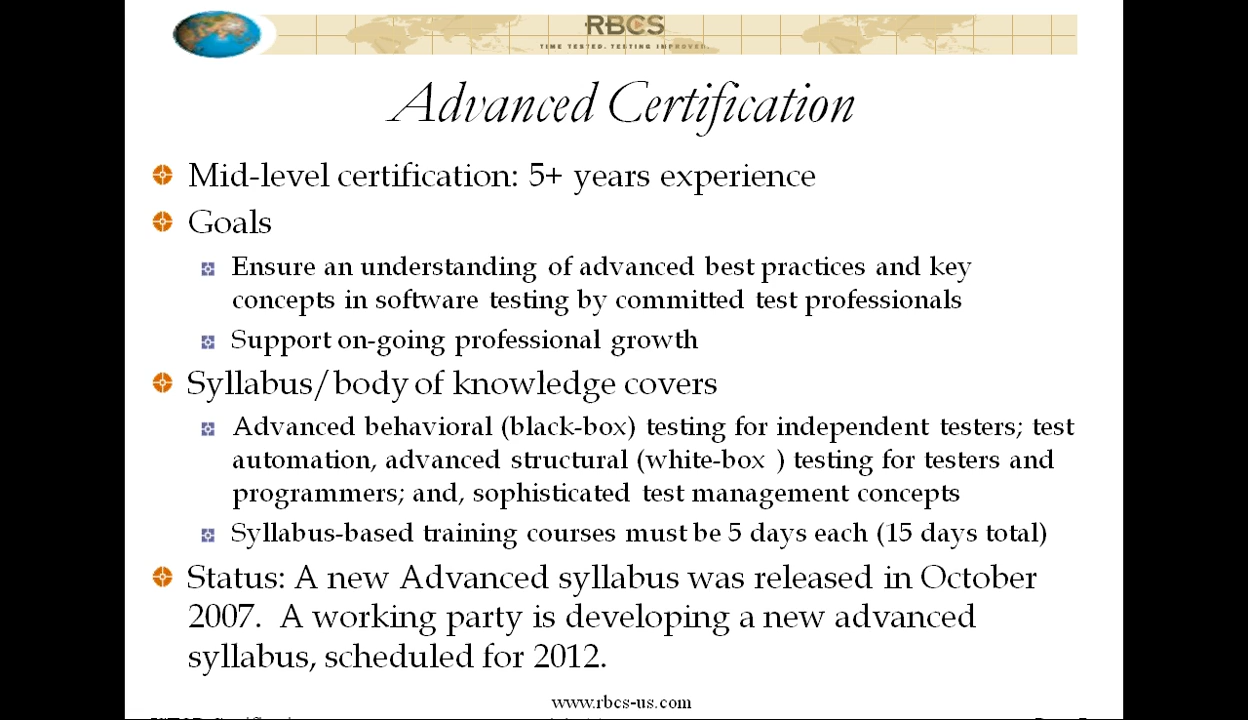 RBCS
TIME TESTED. TESTING IMPROVED.
Advanced Certification
Mid-level certification: 5+ years experience
Goals
Ensure an understanding of advanced best practices and key
concepts in software testing by committed test professionals
Support on-going professional growth
Syllabus/body of knowledge covers
Advanced behavioral (black-box) testing for independent testers; test
automation, advanced structural (white-box ) testing for testers and
programmers; and, sophisticated test management concepts
Syllabus-based training courses must be 5 days each (15 days total)
Status: A new Advanced syllabus was released in October
2007.  A working party is developing a new advanced
syllabus, scheduled for 2012.
www.rbcs-us.com